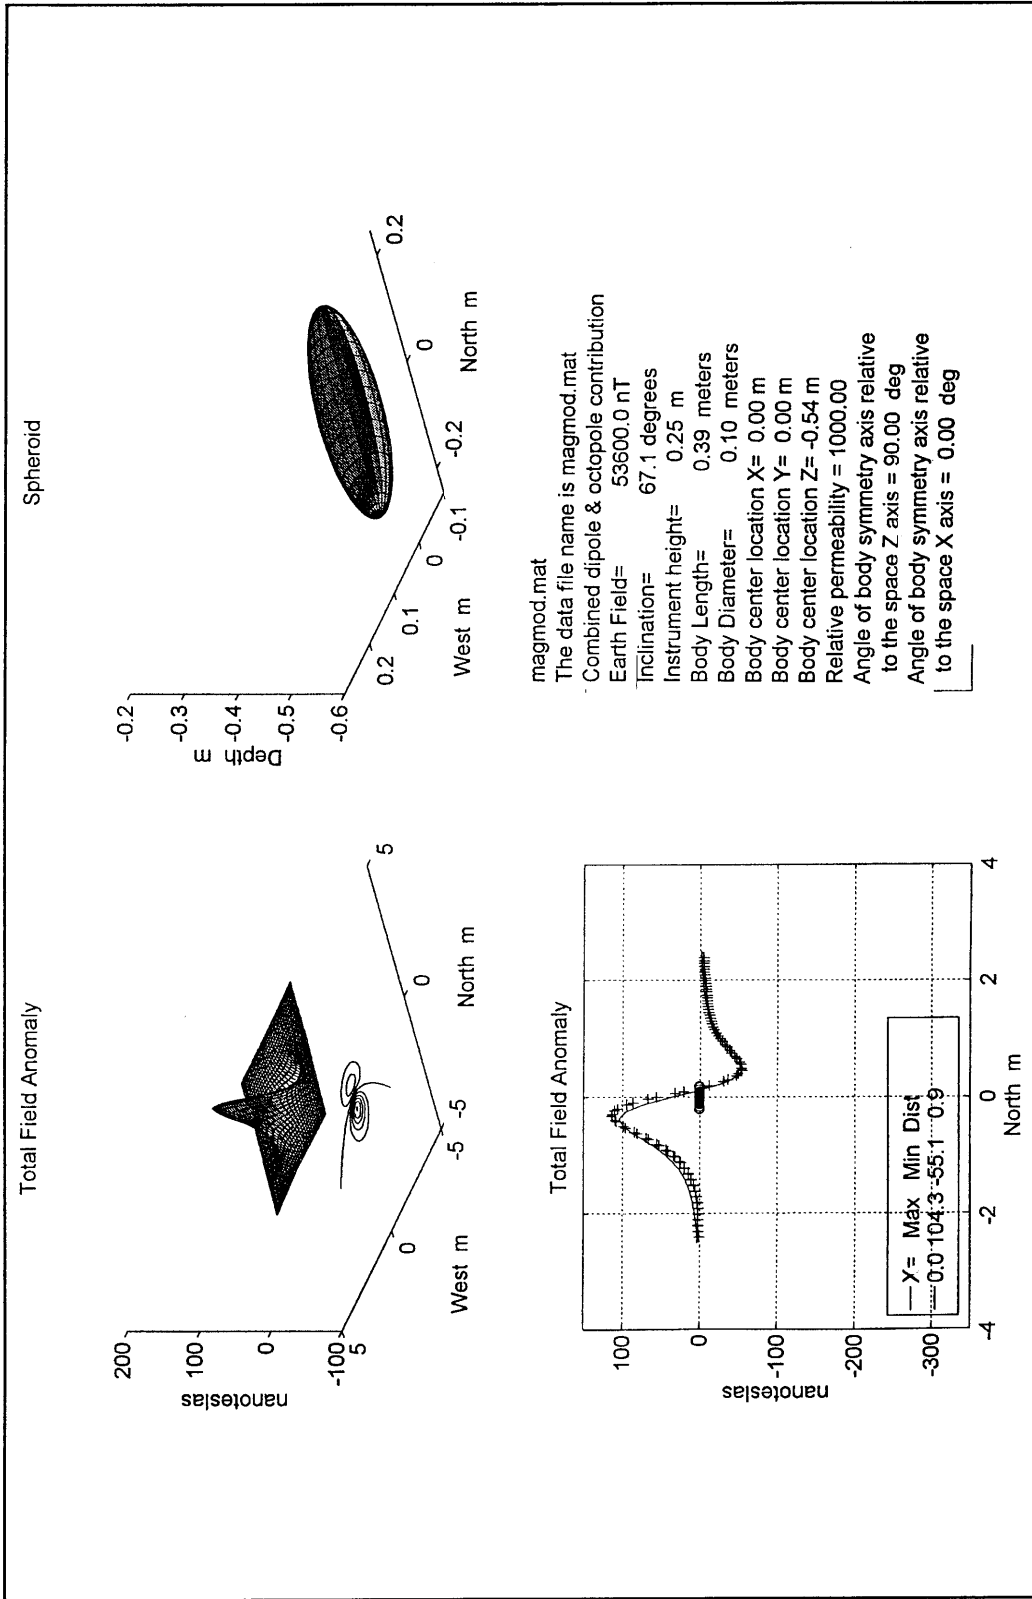 Total Field Anomaly
200
100
0
-100
nanoteslas
5
0
-5
West m
-5
0
5
North m
Spheroid
-0.2
-0.3
-0.4
-0.5
-0.6
Depth m
0.2
0.1
0
-0.1
West m
-0.2
0
0.2
North m
Total Field Anomaly
100
0
-100
-200
-300
nanoteslas
-4
-2
0
2
4
North m
X= Max Min Dist
0.0 104.3 -55.1 0.9
magmod.mat
The data file name is magmod.mat
Combined dipole & octopole contribution
Earth Field= 53600.0 nT
Inclination= 67.1 degrees
Instrument height= 0.25 m
Body Length= 0.39 meters
Body Diameter= 0.10 meters
Body center location X= 0.00 m
Body center location Y= 0.00 m
Body center location Z= -0.54 m
Relative permeability = 1000.00
Angle of body symmetry axis relative
to the space Z axis = 90.00 deg
Angle of body symmetry axis relative
to the space X axis = 0.00 deg